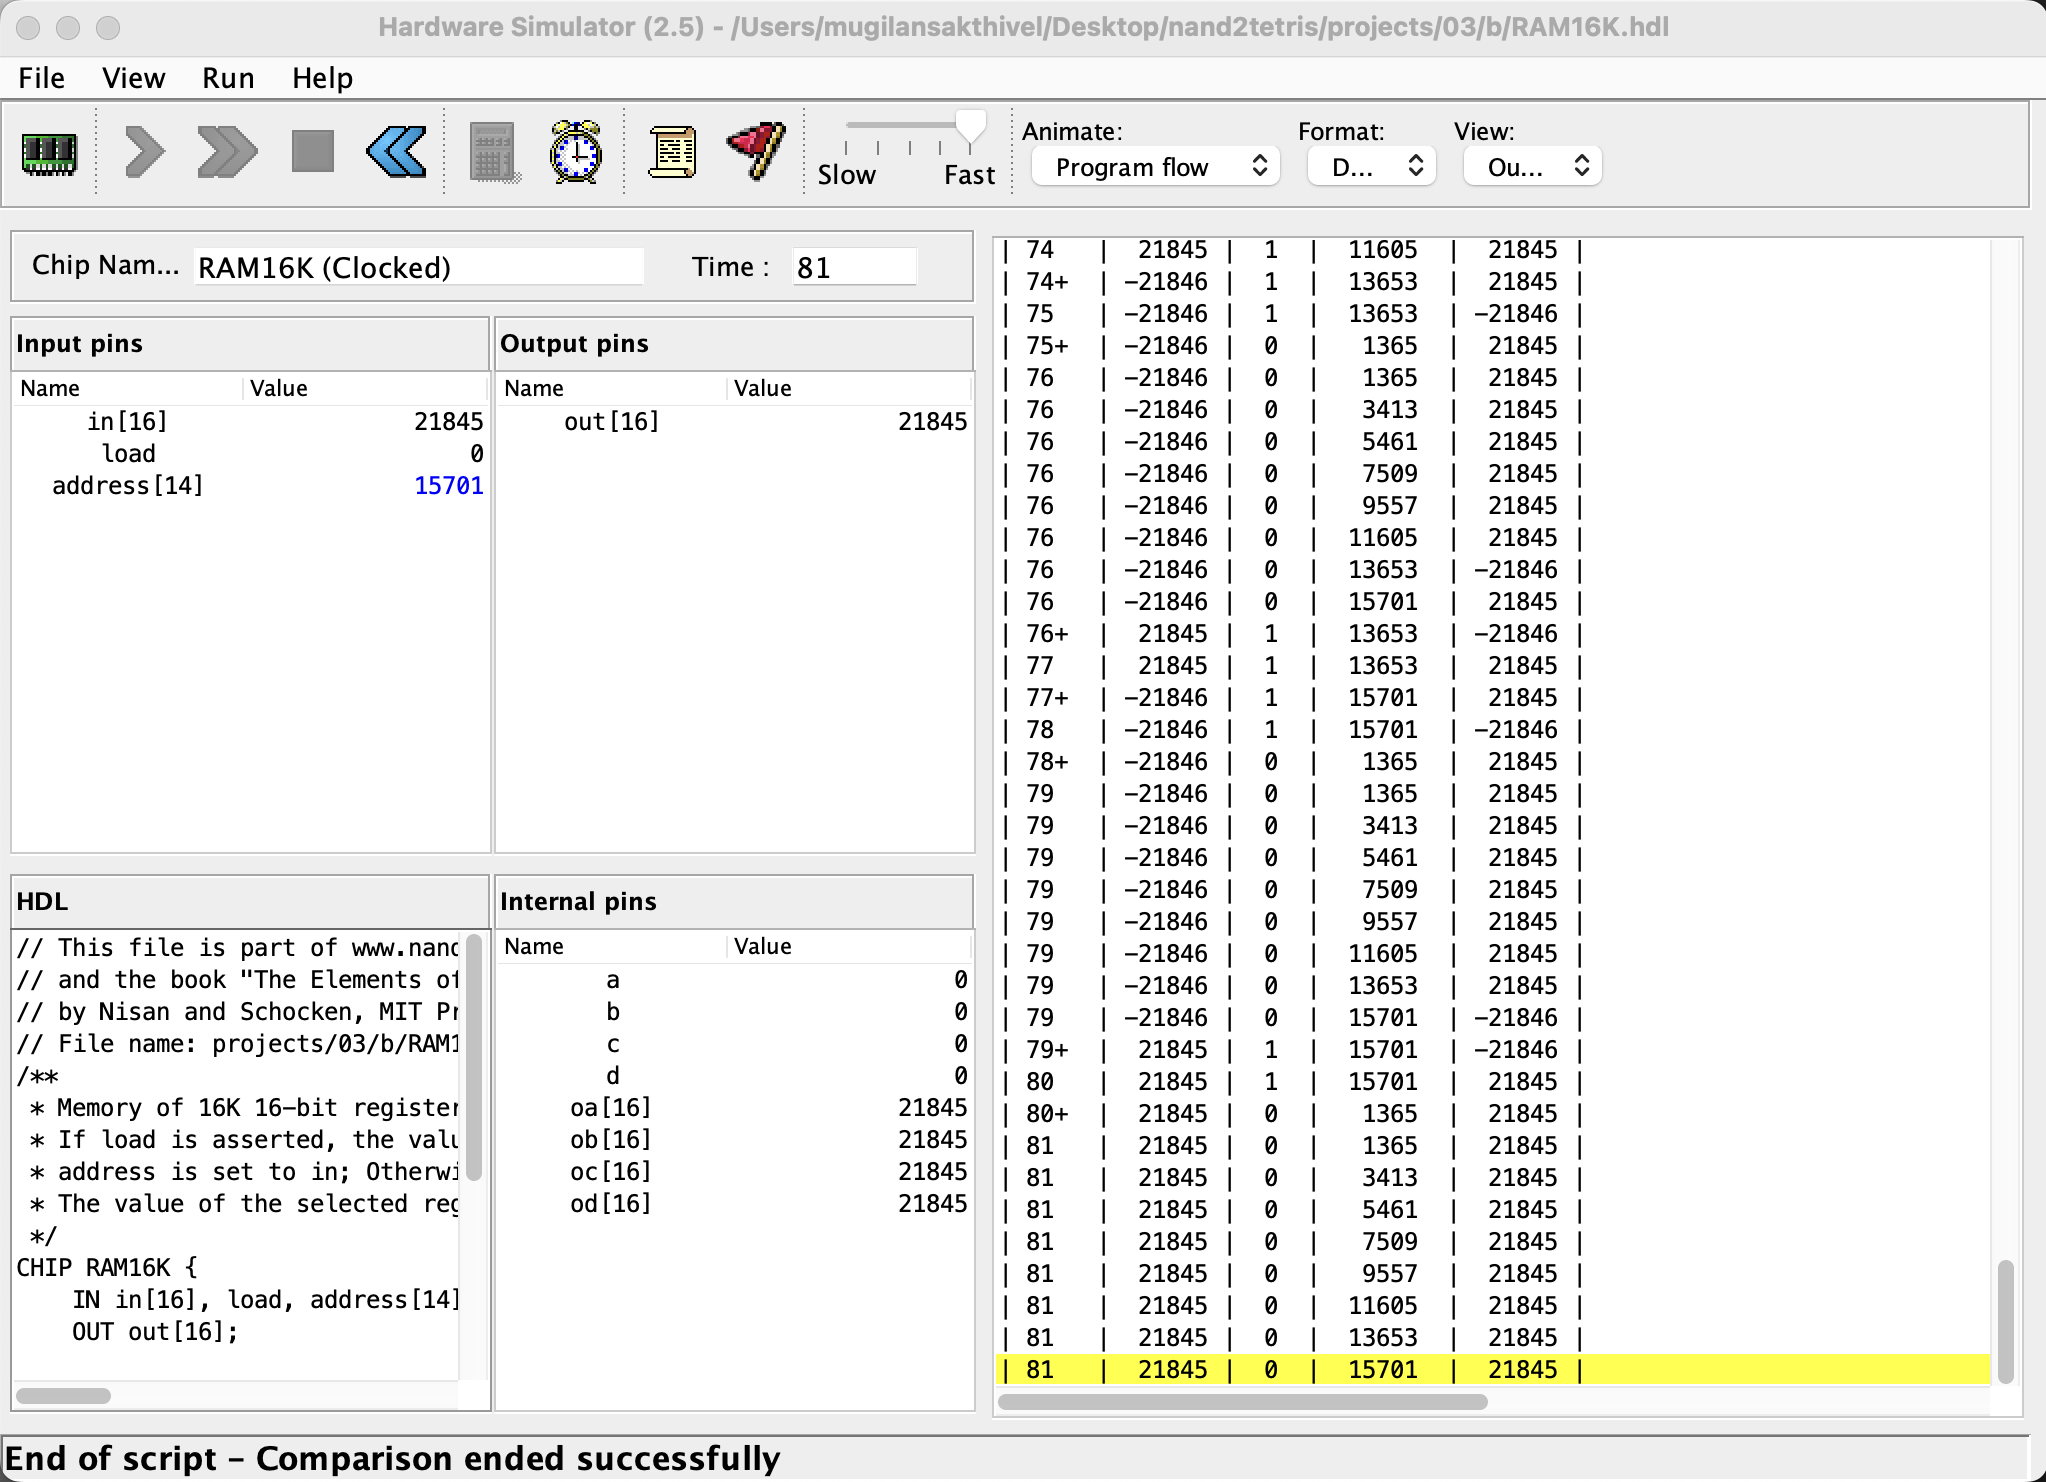 Hardware Simulator (2.5) - /Users/mugilansakthivel/Desktop/nand2tetris/projects/03/b/RAM16K.hdl
File View Run Help
Slow Fast
Animate: Format: View:
Program flow D... Ou...
Chip Nam... RAM16K (Clocked) Time : 81
Input pins
Name Value
in[16] 21845
load 0
address[14] 15701
Output pins
Name Value
out[16] 21845
HDL
// This file is part of www.nand
// and the book "The Elements of
// by Nisan and Schocken, MIT Pr
// File name: projects/03/b/RAM1
/**
* Memory of 16K 16-bit register
* If load is asserted, the valu
* address is set to in; Otherwi
* The value of the selected reg
*/
CHIP RAM16K {
IN in[16], load, address[14]
OUT out[16];
Internal pins
Name Value
a 0
b 0
c 0
d 0
oa[16] 21845
ob[16] 21845
oc[16] 21845
od[16] 21845
| 74 | 21845 | 1 | 11605 | 21845 |
| 74+ | -21846 | 1 | 13653 | 21845 |
| 75 | -21846 | 1 | 13653 | -21846 |
| 75+ | -21846 | 0 | 1365 | 21845 |
| 76 | -21846 | 0 | 1365 | 21845 |
| 76 | -21846 | 0 | 3413 | 21845 |
| 76 | -21846 | 0 | 5461 | 21845 |
| 76 | -21846 | 0 | 7509 | 21845 |
| 76 | -21846 | 0 | 9557 | 21845 |
| 76 | -21846 | 0 | 11605 | 21845 |
| 76 | -21846 | 0 | 13653 | -21846 |
| 76 | -21846 | 0 | 15701 | 21845 |
| 76+ | 21845 | 1 | 13653 | -21846 |
| 77 | 21845 | 1 | 13653 | 21845 |
| 77+ | -21846 | 1 | 15701 | 21845 |
| 78 | -21846 | 1 | 15701 | -21846 |
| 78+ | -21846 | 0 | 1365 | 21845 |
| 79 | -21846 | 0 | 1365 | 21845 |
| 79 | -21846 | 0 | 3413 | 21845 |
| 79 | -21846 | 0 | 5461 | 21845 |
| 79 | -21846 | 0 | 7509 | 21845 |
| 79 | -21846 | 0 | 9557 | 21845 |
| 79 | -21846 | 0 | 11605 | 21845 |
| 79 | -21846 | 0 | 13653 | 21845 |
| 79 | -21846 | 0 | 15701 | -21846 |
| 79+ | 21845 | 1 | 15701 | -21846 |
| 80 | 21845 | 1 | 15701 | 21845 |
| 80+ | 21845 | 0 | 1365 | 21845 |
| 81 | 21845 | 0 | 1365 | 21845 |
| 81 | 21845 | 0 | 3413 | 21845 |
| 81 | 21845 | 0 | 5461 | 21845 |
| 81 | 21845 | 0 | 7509 | 21845 |
| 81 | 21845 | 0 | 9557 | 21845 |
| 81 | 21845 | 0 | 11605 | 21845 |
| 81 | 21845 | 0 | 13653 | 21845 |
| 81 | 21845 | 0 | 15701 | 21845 |
End of script - Comparison ended successfully